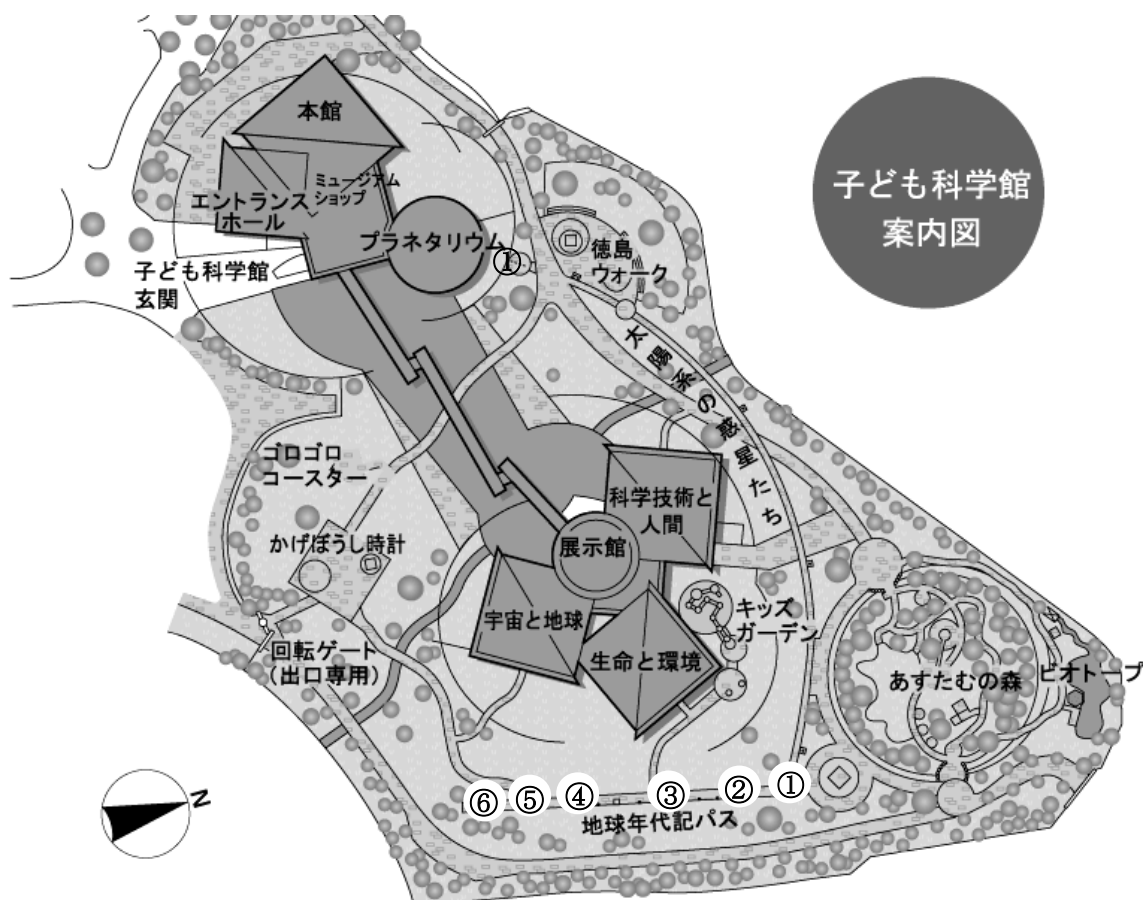 子ども科学館
案内図
本館
ミュージアム
ショップ
エントランス
ホール
プラネタリウム
①
徳島
ウォーク
子ども科学館
玄関
太陽系の惑星たち
ゴロゴロ
コースター
科学技術と
人間
かげぼうし時計
展示館
宇宙と地球
キッズ
ガーデン
生命と環境
回転ゲート
(出口専用)
あすたむの森
ビオトープ
⑥ ⑤ ④ ③ ② ①
地球年代記パス
N